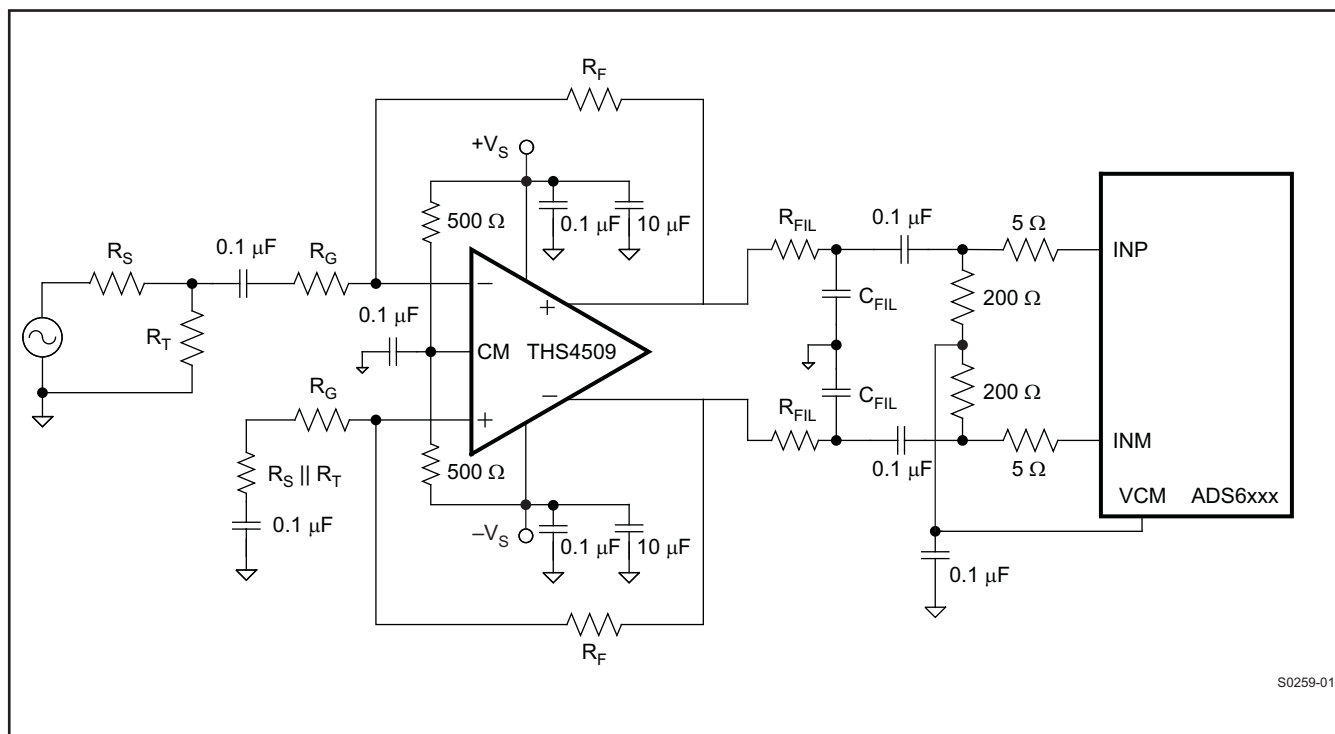 R_F
+V_S
500 Ω
0.1 μF
10 μF
R_S
0.1 μF
R_G
R_T
−
+
0.1 μF
CM
THS4509
R_G
+
−
R_S || R_T
0.1 μF
500 Ω
−V_S
0.1 μF
10 μF
R_F
R_FIL
0.1 μF
5 Ω
INP
C_FIL
200 Ω
C_FIL
200 Ω
R_FIL
0.1 μF
5 Ω
INM
VCM
ADS6xxx
0.1 μF
S0259-01